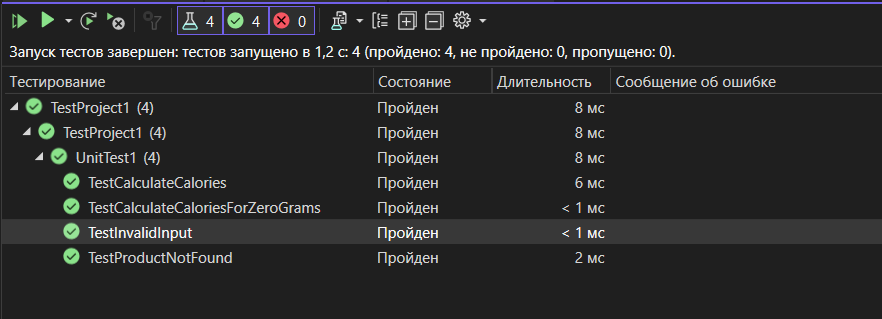 4 4 0
Запуск тестов завершен: тестов запущено в 1,2 с: 4 (пройдено: 4, не пройдено: 0, пропущено: 0).
Тестирование Состояние Длительность Сообщение об ошибке
TestProject1 (4) Пройден 8 мс
TestProject1 (4) Пройден 8 мс
UnitTest1 (4) Пройден 8 мс
TestCalculateCalories Пройден 6 мс
TestCalculateCaloriesForZeroGrams Пройден < 1 мс
TestInvalidInput Пройден < 1 мс
TestProductNotFound Пройден 2 мс